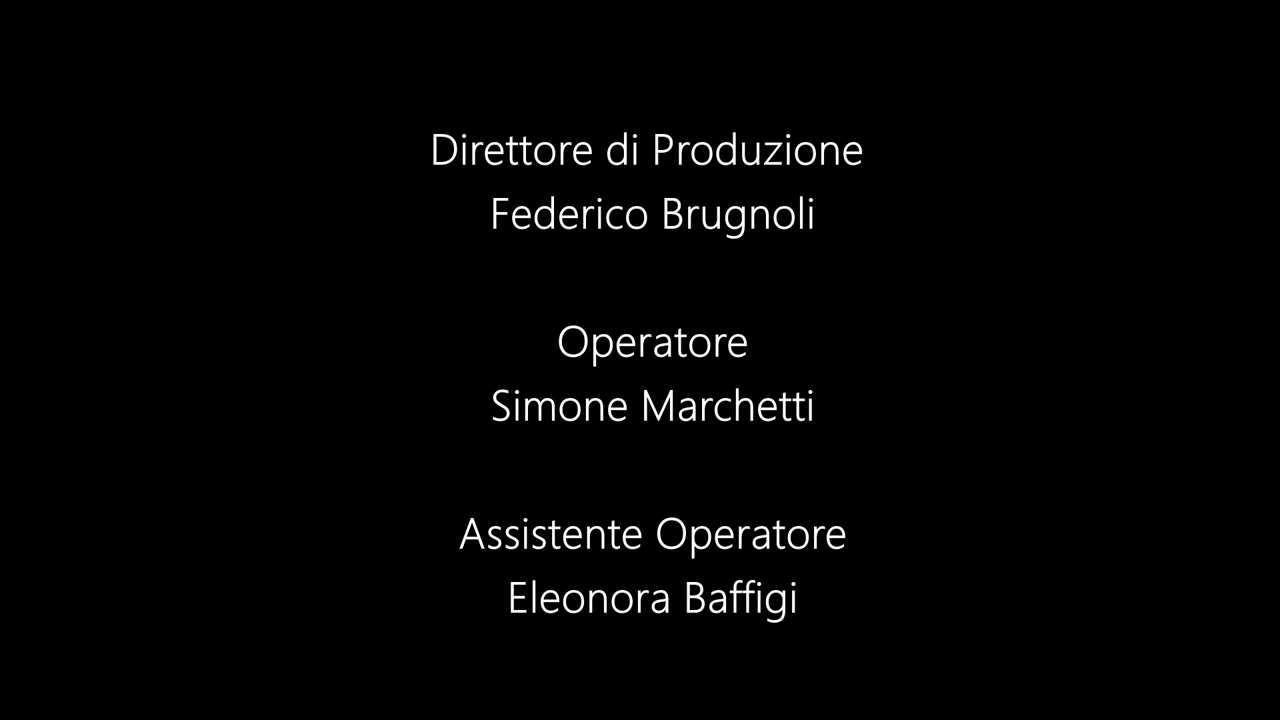 Direttore di Produzione
Federico Brugnoli
Operatore
Simone Marchetti
Assistente Operatore
Eleonora Baffigi